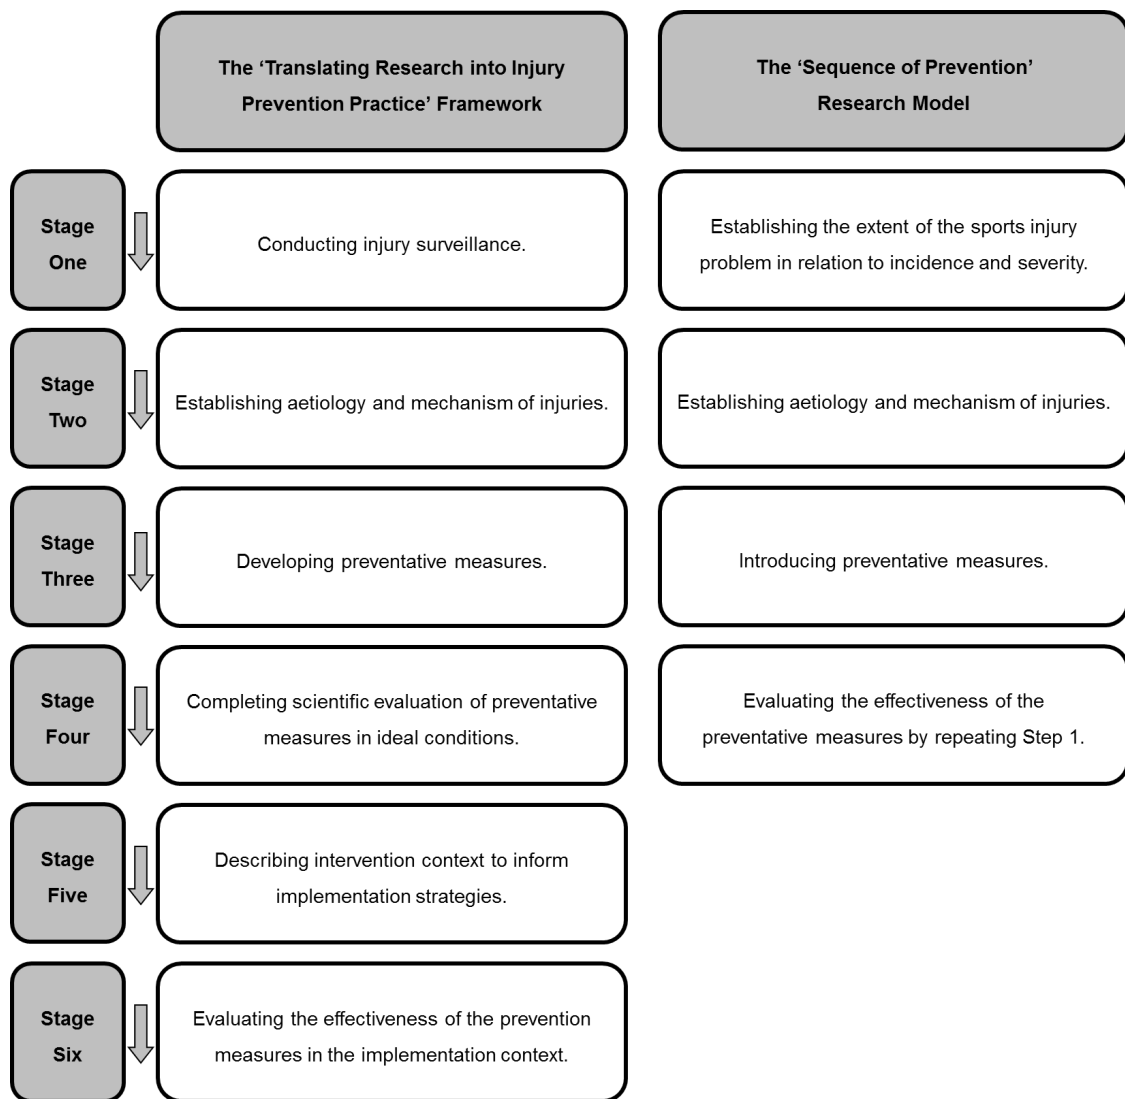 The ‘Translating Research into Injury
Prevention Practice’ Framework
The ‘Sequence of Prevention’
Research Model
Stage
One
Conducting injury surveillance.
Establishing the extent of the sports injury
problem in relation to incidence and severity.
Stage
Two
Establishing aetiology and mechanism of injuries.
Establishing aetiology and mechanism of injuries.
Stage
Three
Developing preventative measures.
Introducing preventative measures.
Stage
Four
Completing scientific evaluation of preventative
measures in ideal conditions.
Evaluating the effectiveness of the
preventative measures by repeating Step 1.
Stage
Five
Describing intervention context to inform
implementation strategies.
Stage
Six
Evaluating the effectiveness of the prevention
measures in the implementation context.